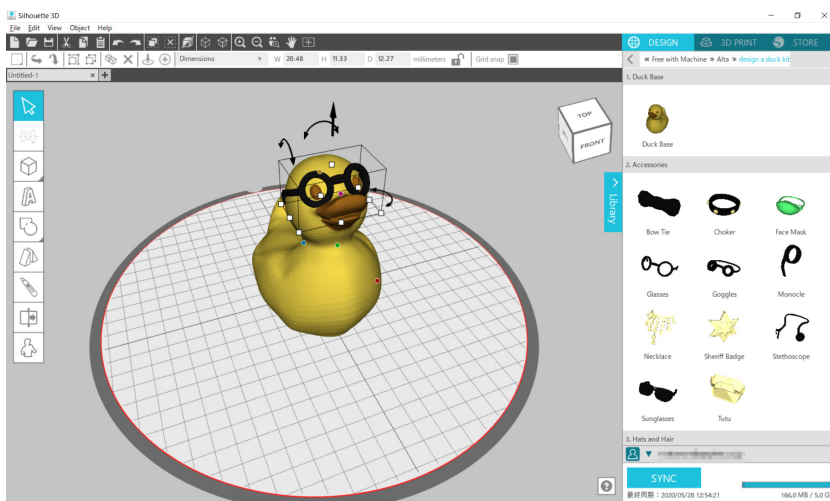 Silhouette 3D
File Edit View Object Help
DESIGN 3D PRINT STORE
Dimensions W 20.48 H 11.33 D 12.27 millimeters Grid snap
« Free with Machine » Alta » design a duck kit
Untitled-1 × +
1. Duck Base
Duck Base
TOP
FRONT
2. Accessories
Library
Bow Tie Choker Face Mask
Glasses Goggles Monocle
Necklace Sheriff Badge Stethoscope
Sunglasses Tutu
3. Hats and Hair
SYNC
最終同期：2020/05/28 12:54:21 166.0 MB / 5.0 G